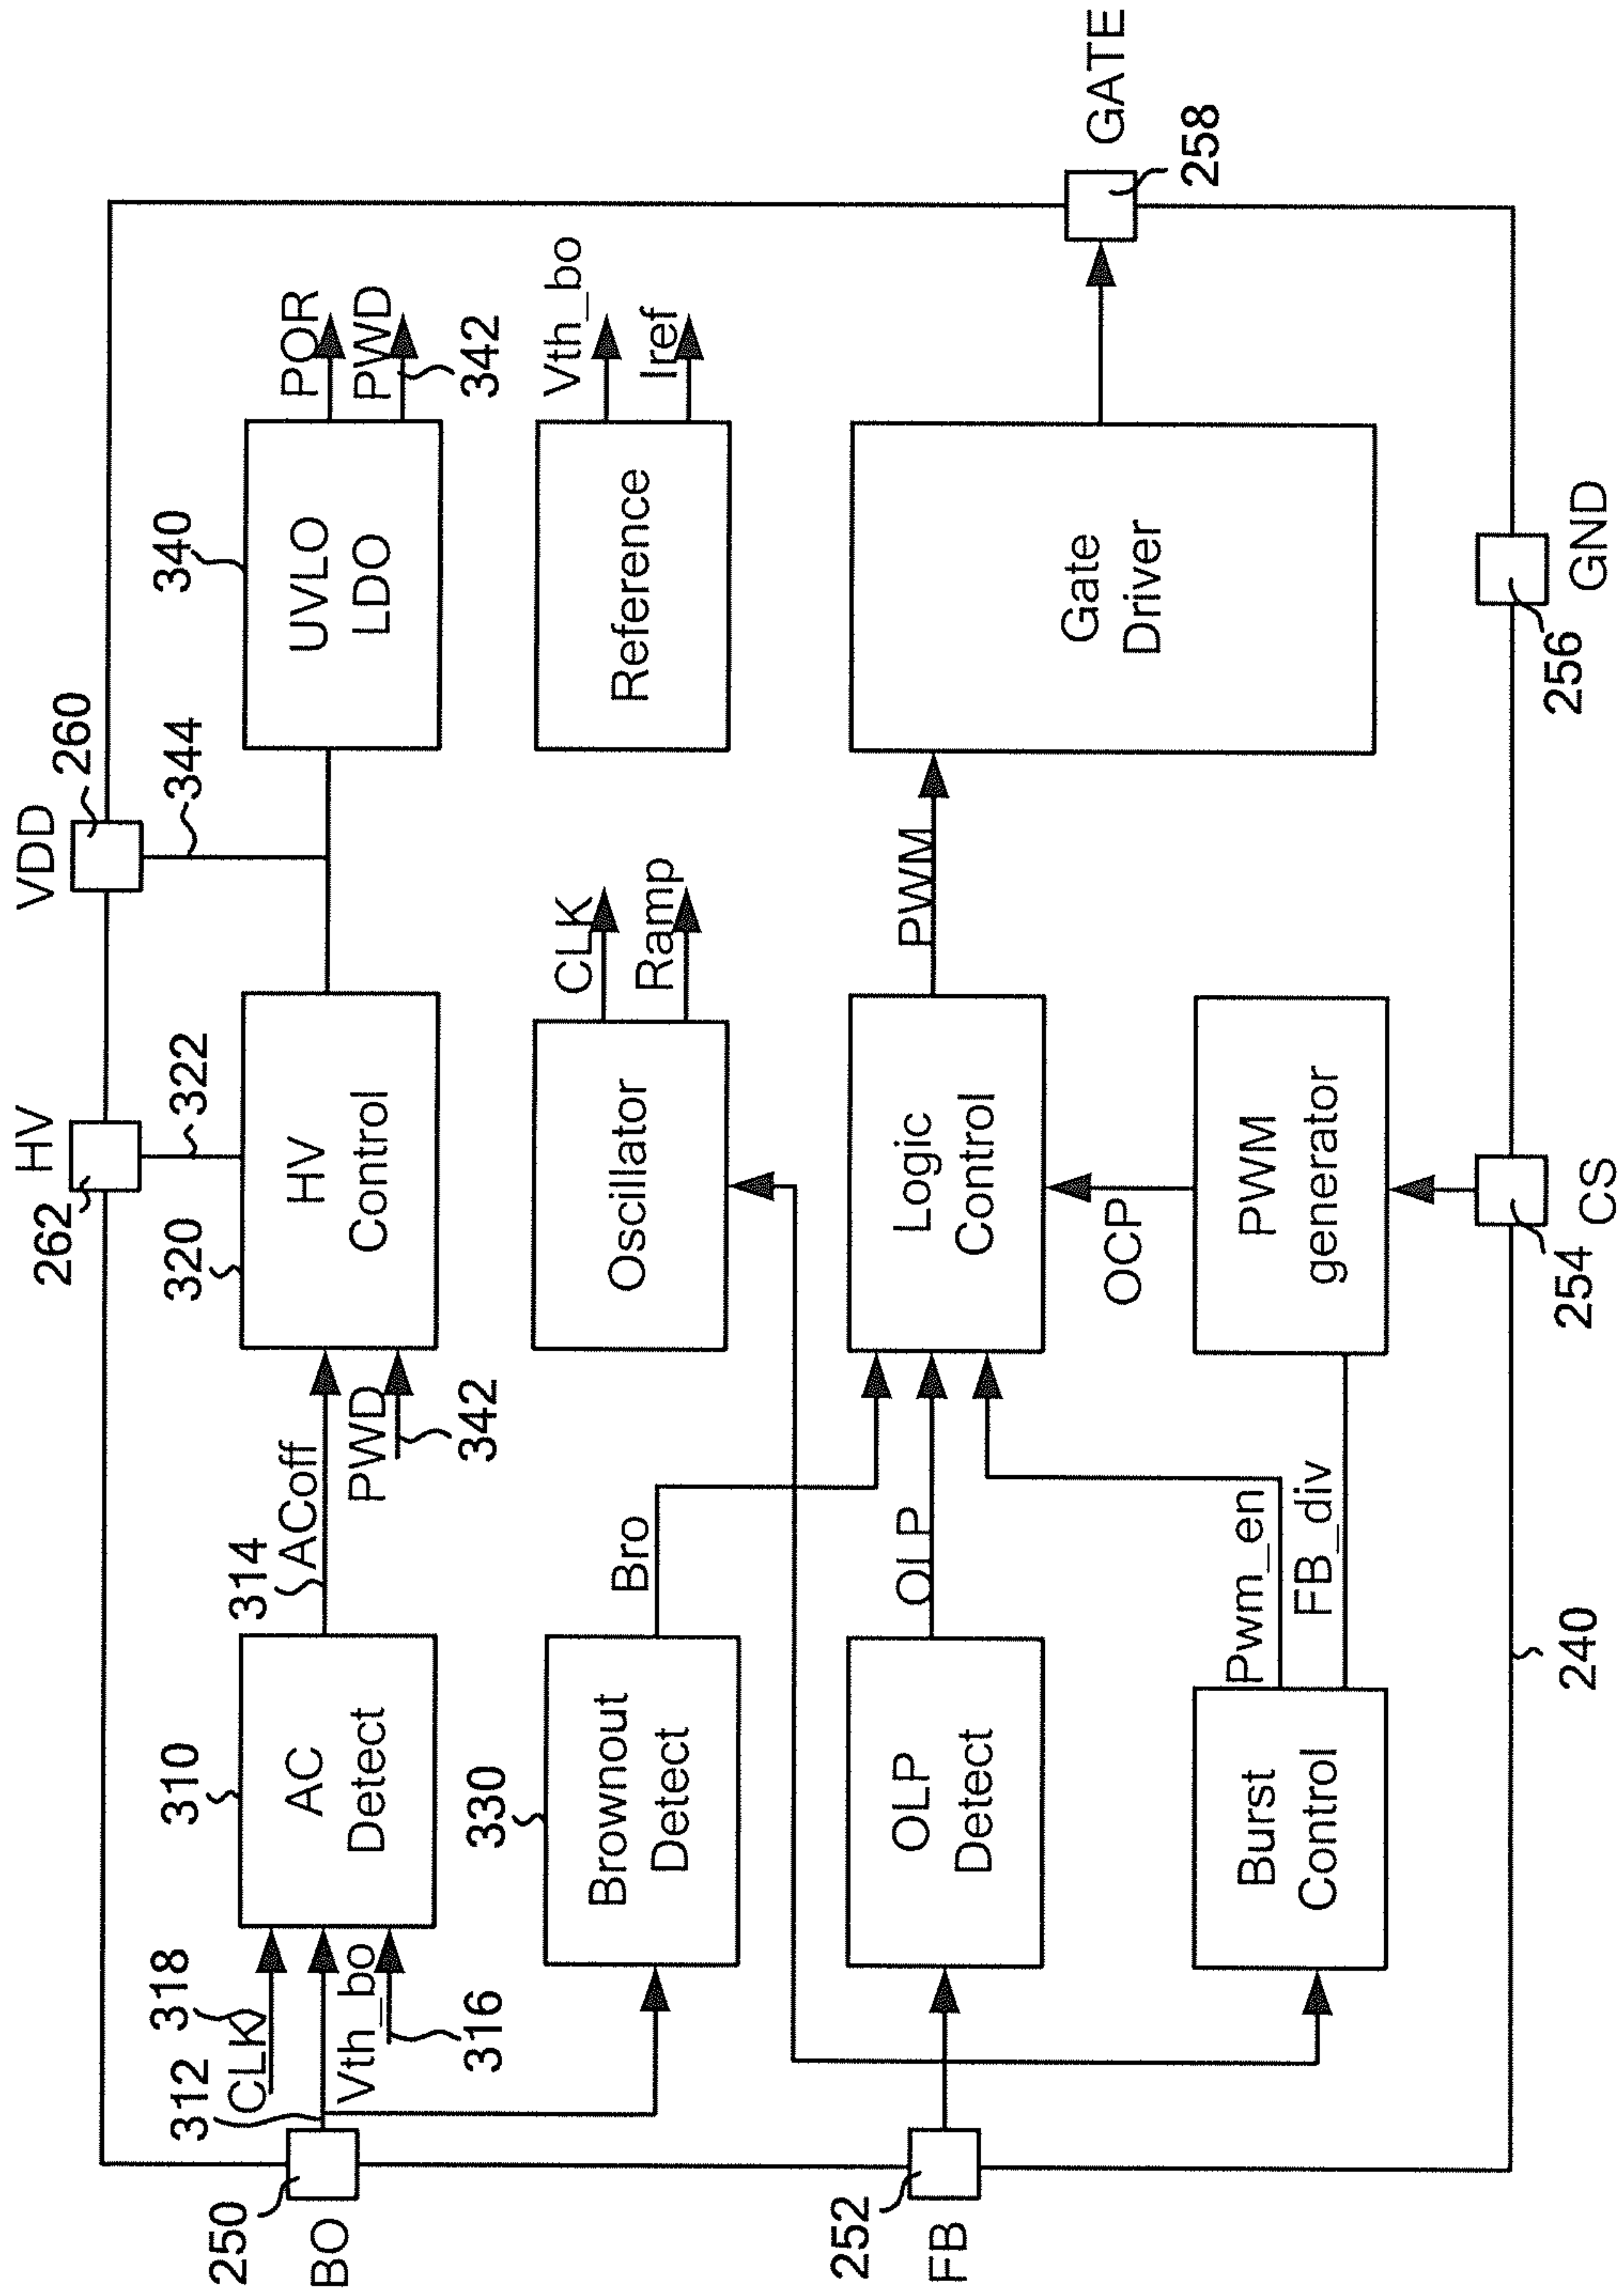 HV
VDD
262
322
260
344
320
340
310
314
318
312
CLK
Vth_bo
316
AC
Detect
ACoff
PWD
342
HV
Control
UVLO
LDO
POR
PWD
342
250
BO
330
Brownout
Detect
Bro
Oscillator
CLK
Ramp
Reference
Vth_bo
Iref
252
FB
OLP
Detect
OLP
Logic
Control
PWM
Gate
Driver
GATE
258
OCP
Burst
Control
Pwm_en
FB_div
PWM
generator
240
254
CS
256
GND